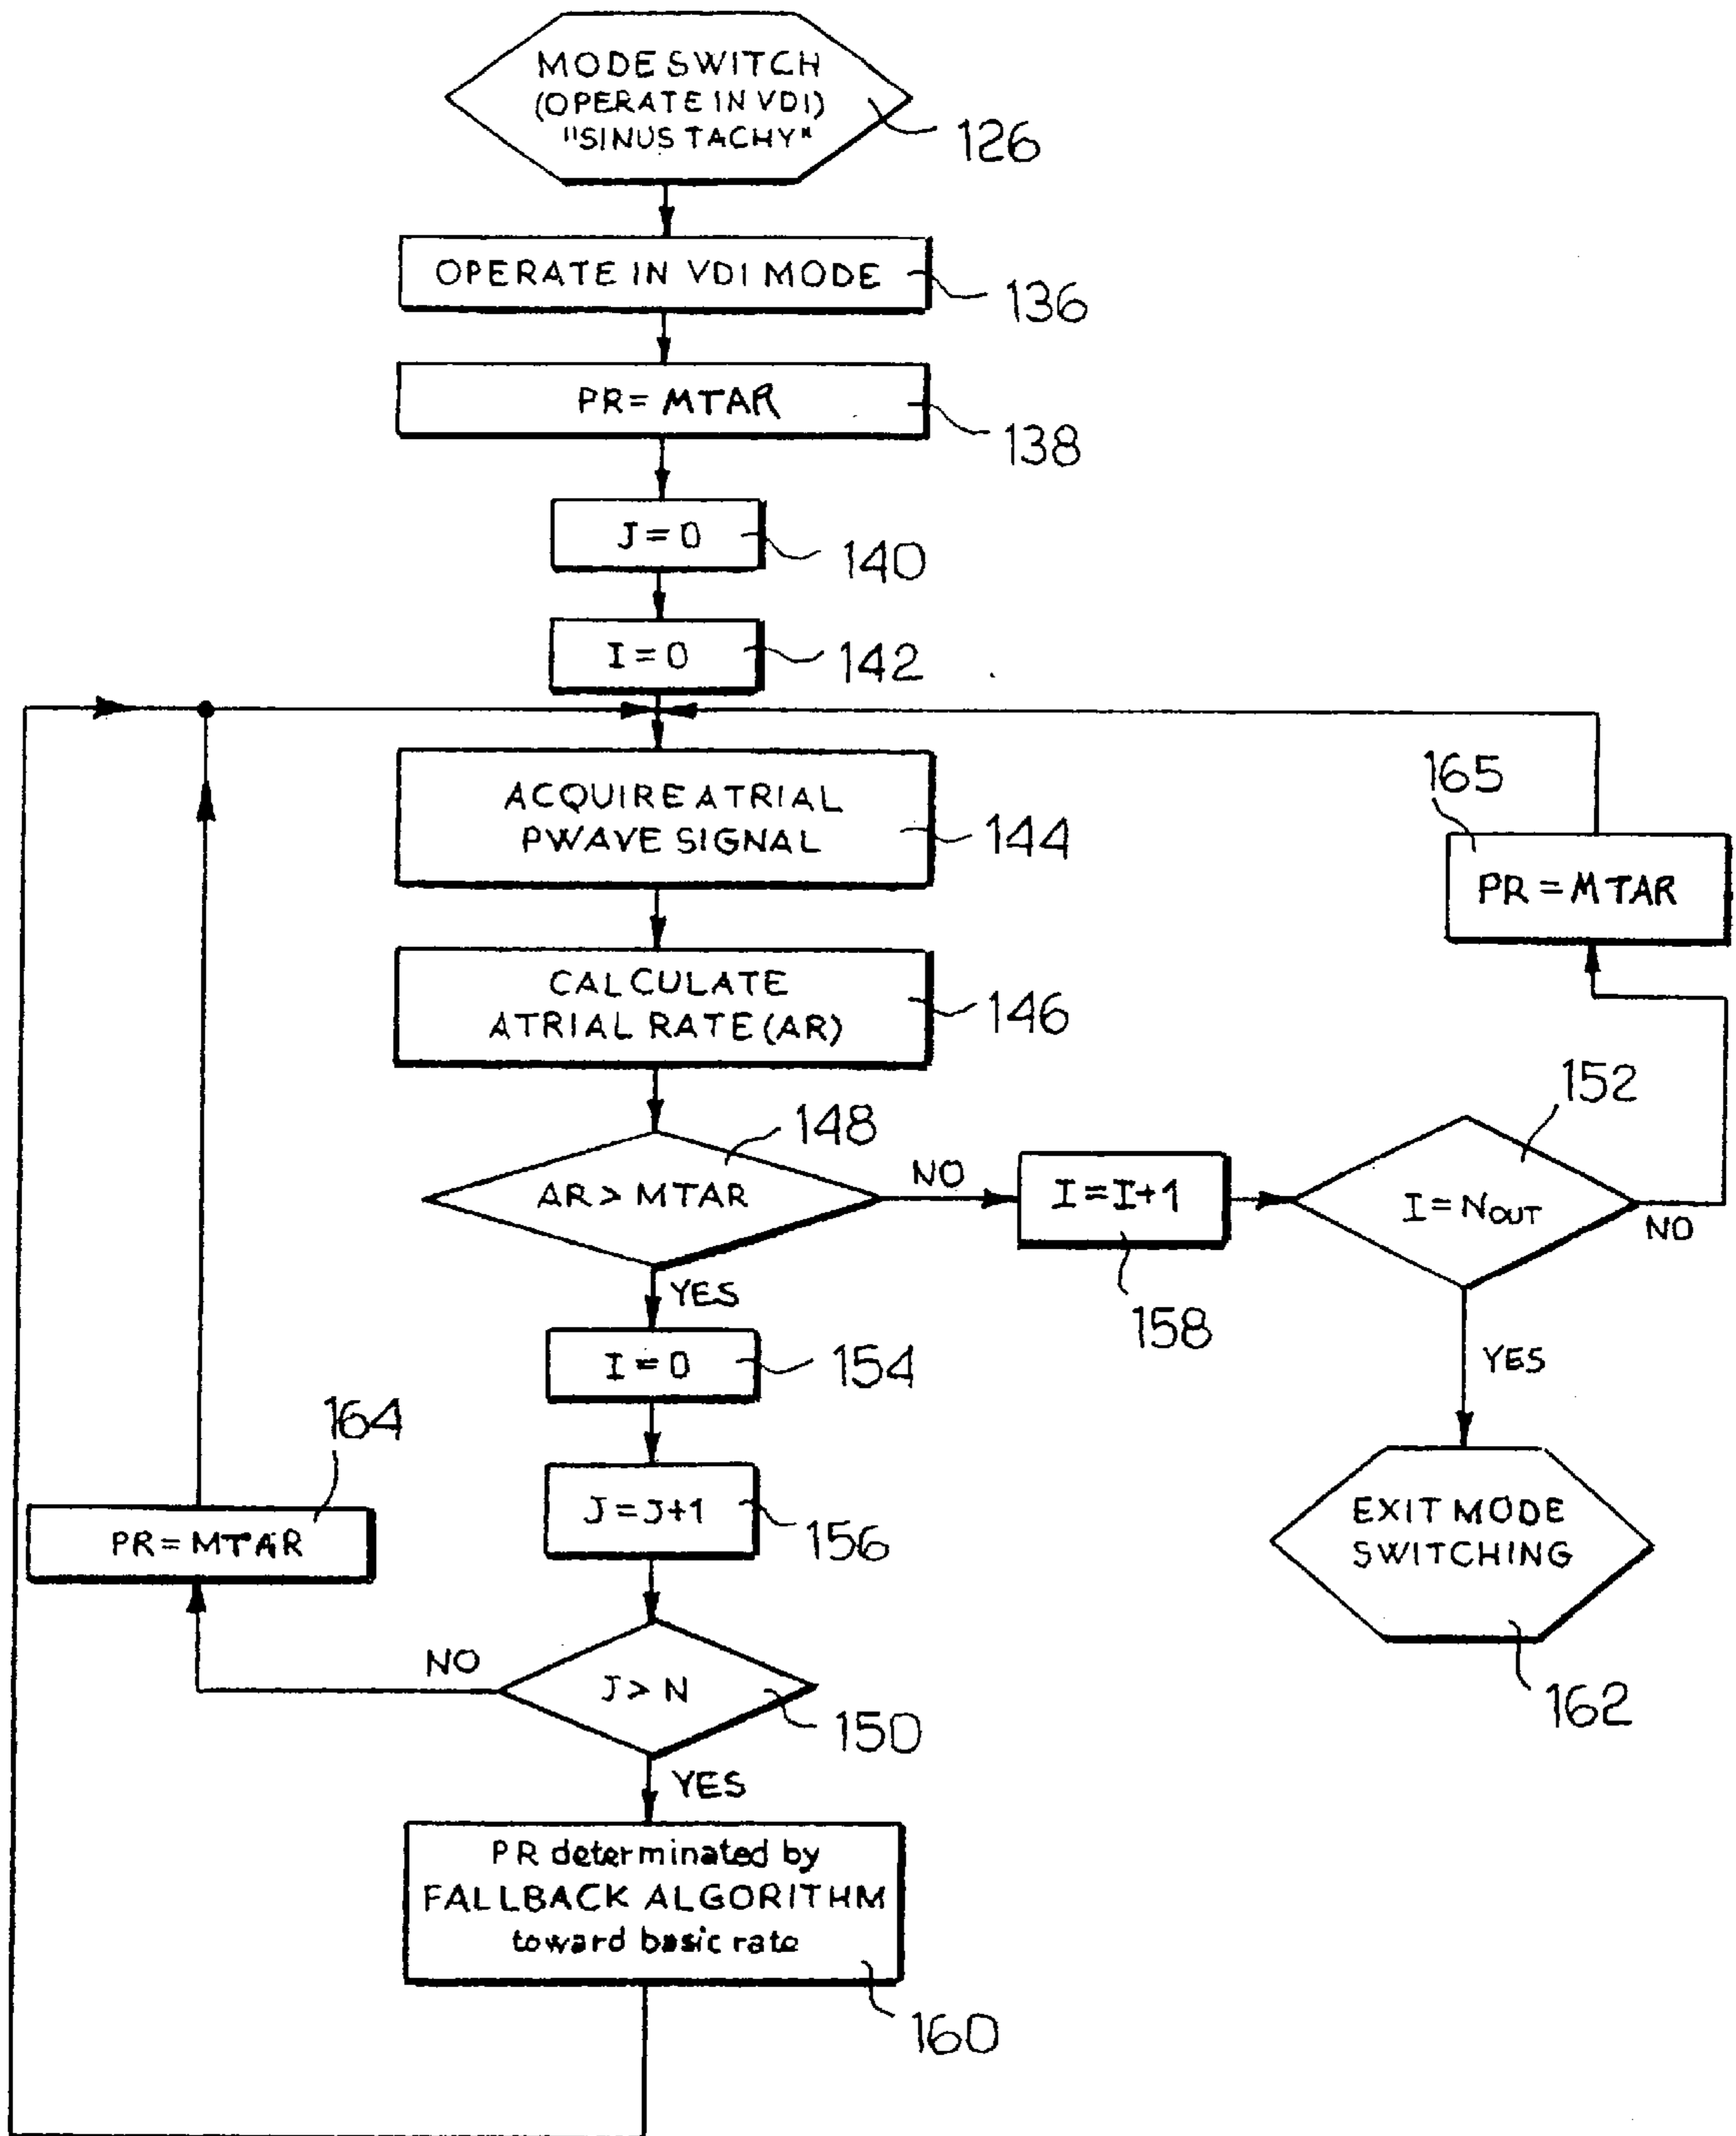 MODE SWITCH
(OPERATE IN VDI)
"SINUS TACHY"
126
OPERATE IN VDI MODE
136
PR = MTAR
138
J = 0
140
I = 0
142
ACQUIRE ATRIAL
PWAVE SIGNAL
144
165
PR = MTAR
CALCULATE
ATRIAL RATE (AR)
146
148
AR > MTAR
NO
I = I+1
158
152
I = NOUT
NO
YES
I = 0
154
YES
164
PR = MTAR
J = J+1
156
EXIT MODE
SWITCHING
162
NO
J > N
150
YES
PR determinated by
FALLBACK ALGORITHM
toward basic rate
160